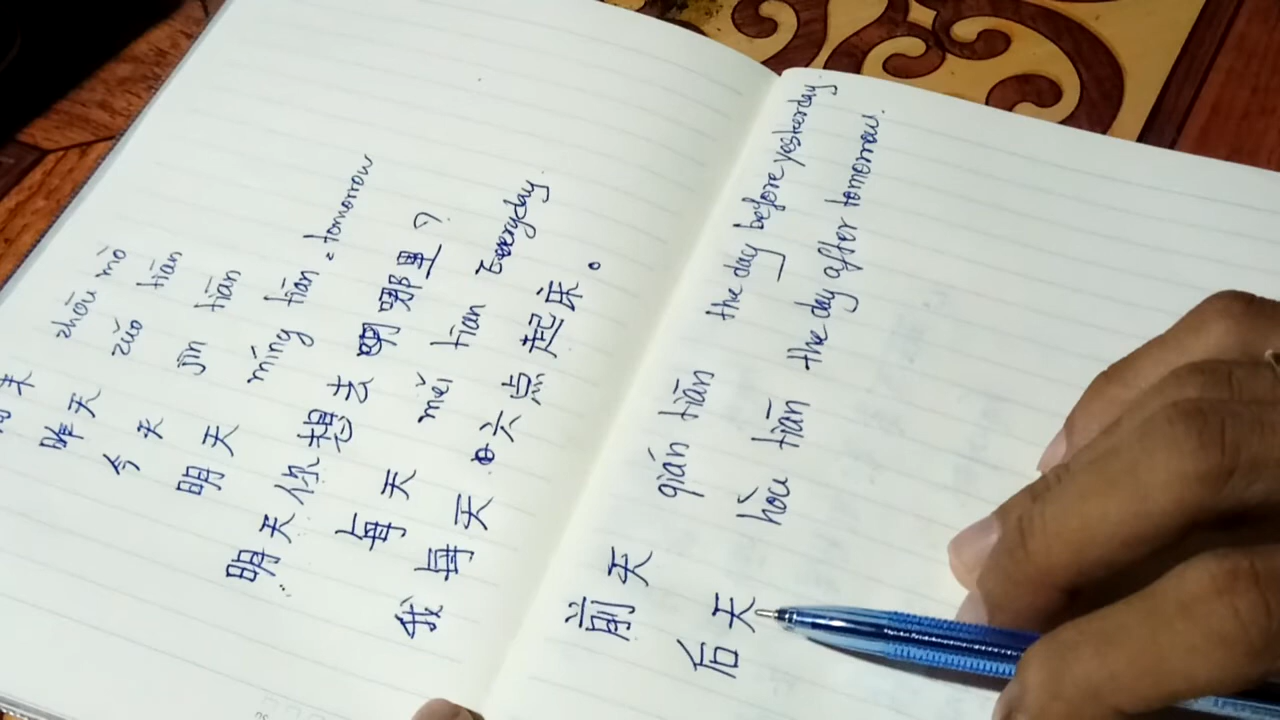 末 zhōu mò
昨天 zuó tiān
今天 jīn tiān
明天 míng tiān = tomorrow
明天你想去哪里?
每天 měi tiān Everyday
我每天六点起床。
前天 qián tiān the day before yesterday.
后天 hòu tiān the day after tomorrow.